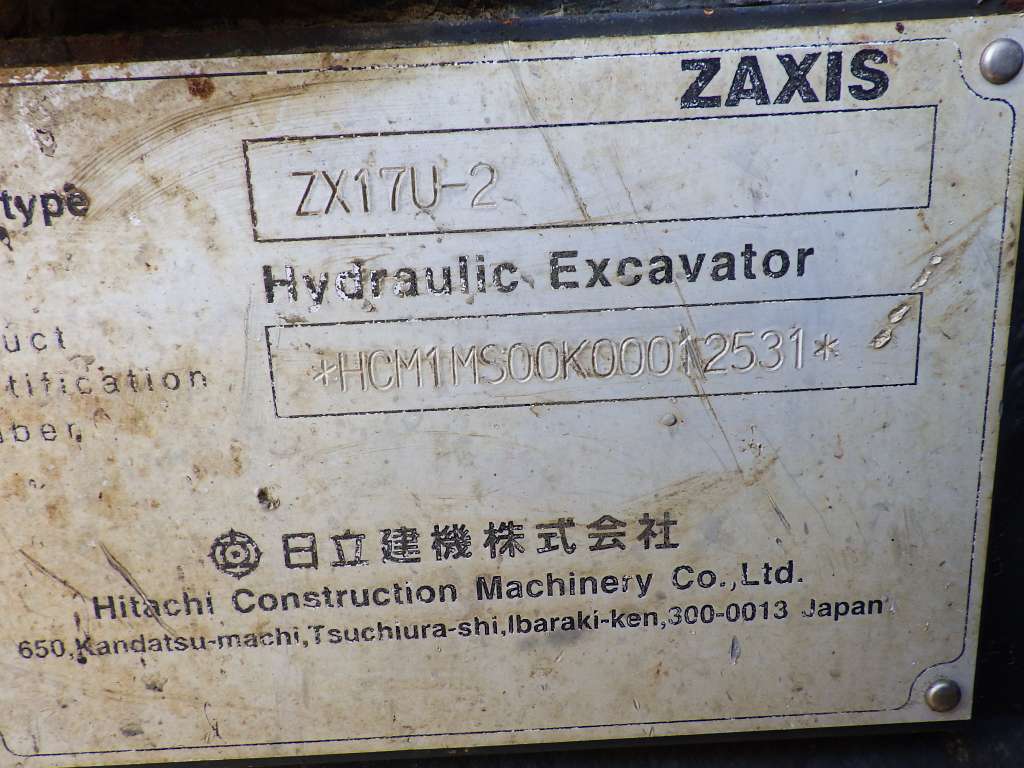 ZAXIS
type
ZX17U-2
Hydraulic Excavator
uct
tification
mber
*HCM1MS00K00012531*
日立建機株式会社
Hitachi Construction Machinery Co.,Ltd.
650,Kandatsu-machi,Tsuchiura-shi,Ibaraki-ken,300-0013 Japan